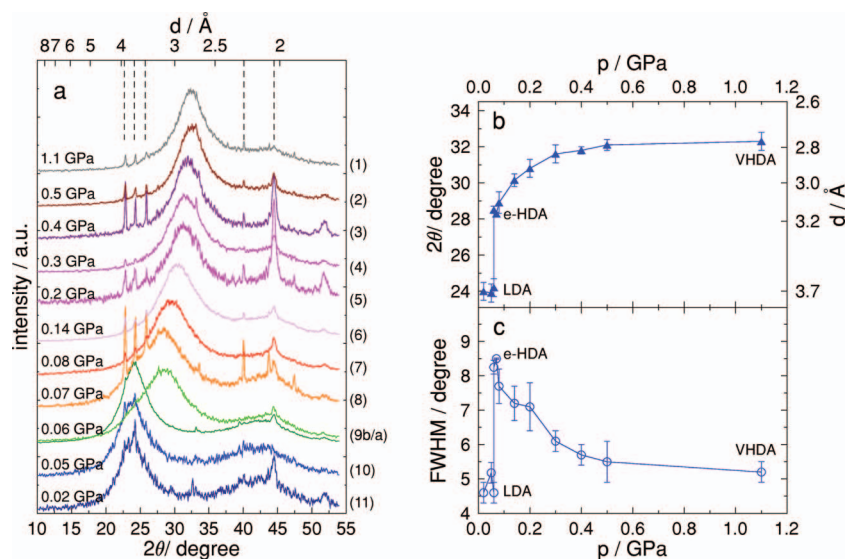 d / Å
8 7 6 5 4 3 2.5 2
a
1.1 GPa (1)
0.5 GPa (2)
0.4 GPa (3)
0.3 GPa (4)
0.2 GPa (5)
0.14 GPa (6)
0.08 GPa (7)
0.07 GPa (8)
0.06 GPa (9b/a)
0.05 GPa (10)
0.02 GPa (11)
intensity / a.u.
10 15 20 25 30 35 40 45 50 55
2θ/ degree
p / GPa
0.0 0.2 0.4 0.6 0.8 1.0 1.2
b
34
32
30
28
26
24
2θ/ degree
2.6
2.8
3.0
3.2
3.7
d / Å
VHDA
e-HDA
LDA
c
9
8
7
6
5
4
FWHM / degree
e-HDA
VHDA
LDA
0.0 0.2 0.4 0.6 0.8 1.0 1.2
p / GPa